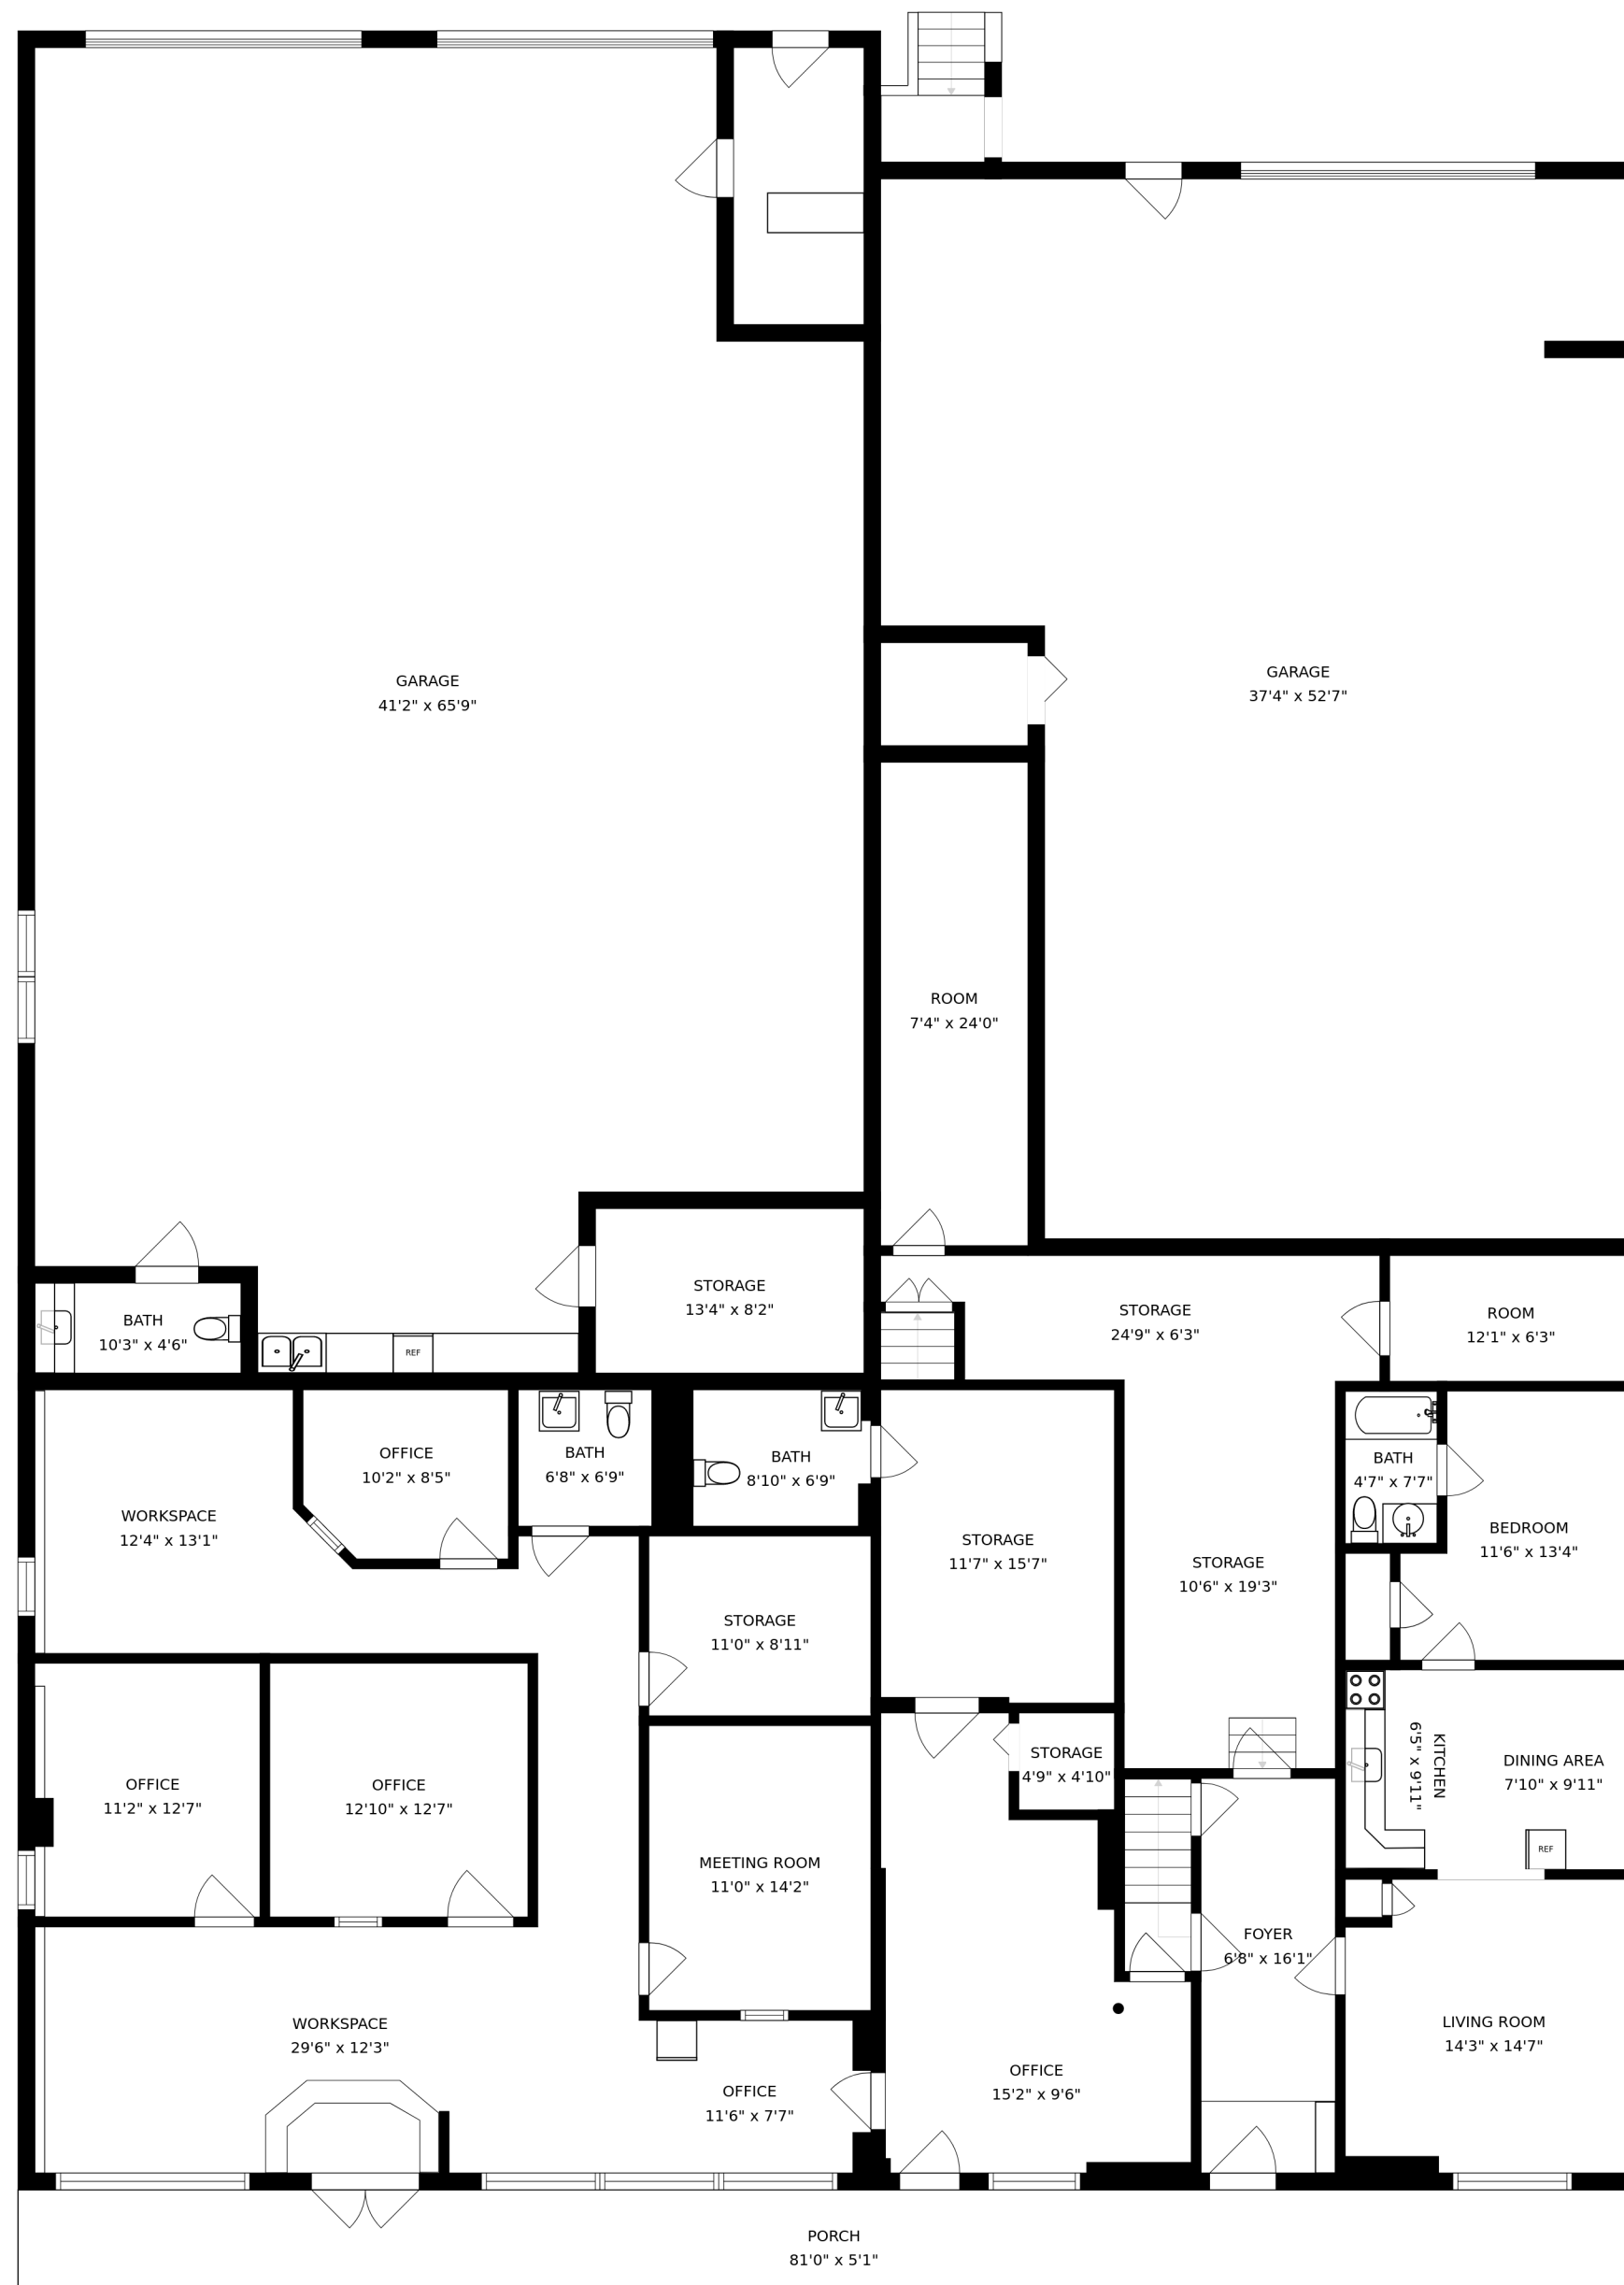 GARAGE
41'2" x 65'9"
GARAGE
37'4" x 52'7"
ROOM
7'4" x 24'0"
STORAGE
13'4" x 8'2"
STORAGE
24'9" x 6'3"
ROOM
12'1" x 6'3"
BATH
10'3" x 4'6"
REF
OFFICE
10'2" x 8'5"
BATH
6'8" x 6'9"
BATH
8'10" x 6'9"
BATH
4'7" x 7'7"
WORKSPACE
12'4" x 13'1"
STORAGE
11'7" x 15'7"
BEDROOM
11'6" x 13'4"
STORAGE
10'6" x 19'3"
STORAGE
11'0" x 8'11"
STORAGE
4'9" x 4'10"
KITCHEN
6'5" x 9'11"
DINING AREA
7'10" x 9'11"
OFFICE
11'2" x 12'7"
OFFICE
12'10" x 12'7"
REF
MEETING ROOM
11'0" x 14'2"
FOYER
6'8" x 16'1"
WORKSPACE
29'6" x 12'3"
LIVING ROOM
14'3" x 14'7"
OFFICE
15'2" x 9'6"
OFFICE
11'6" x 7'7"
PORCH
81'0" x 5'1"